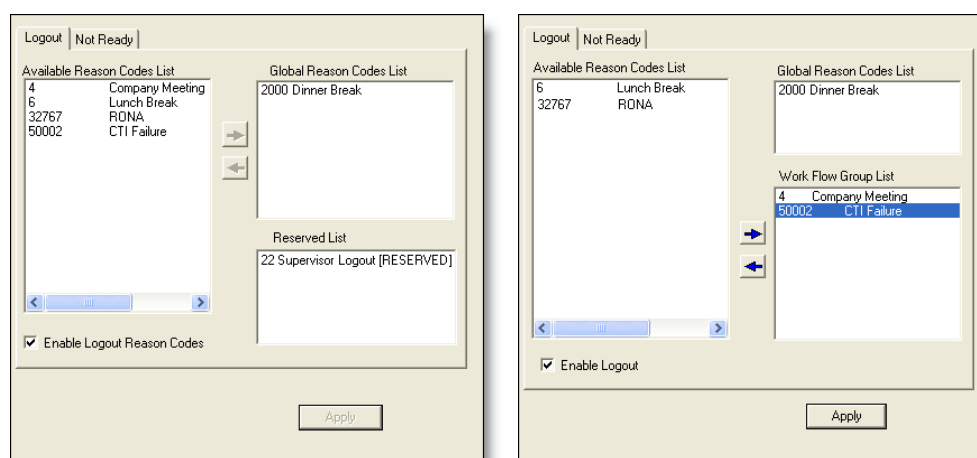 Logout Not Ready
Available Reason Codes List
4 Company Meeting
6 Lunch Break
32767 RONA
50002 CTI Failure
Global Reason Codes List
2000 Dinner Break
Reserved List
22 Supervisor Logout [RESERVED]
Enable Logout Reason Codes
Apply
Logout Not Ready
Available Reason Codes List
6 Lunch Break
32767 RONA
Global Reason Codes List
2000 Dinner Break
Work Flow Group List
4 Company Meeting
50002 CTI Failure
Enable Logout
Apply